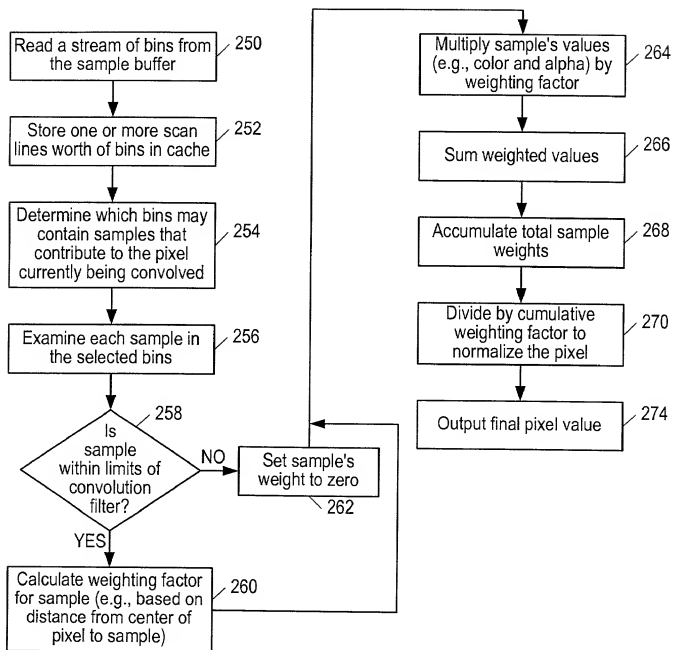 Read a stream of bins from
the sample buffer
250
Store one or more scan
lines worth of bins in cache
252
Determine which bins may
contain samples that
contribute to the pixel
currently being convolved
254
Examine each sample in
the selected bins
256
258
Is
sample
within limits of
convolution
filter?
NO
Set sample's
weight to zero
262
YES
Calculate weighting factor
for sample (e.g., based on
distance from center of
pixel to sample)
260
Multiply sample's values
(e.g., color and alpha) by
weighting factor
264
Sum weighted values
266
Accumulate total sample
weights
268
Divide by cumulative
weighting factor to
normalize the pixel
270
Output final pixel value
274